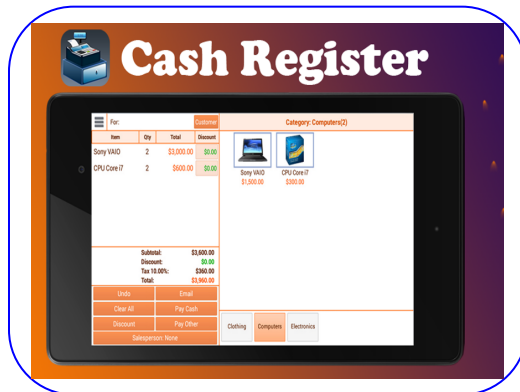 Cash Register
For:
Customer
Category: Computers(2)
Item Qty Total Discount
Sony VAIO 2 $3,000.00 $0.00
CPU Core i7 2 $600.00 $0.00
Sony VAIO CPU Core i7
$1,500.00 $300.00
Subtotal: $3,600.00
Discount: $0.00
Tax 10.00%: $360.00
Total: $3,960.00
Undo Email
Clear All Pay Cash
Discount Pay Other
Salesperson: None
Clothing Computers Electronics